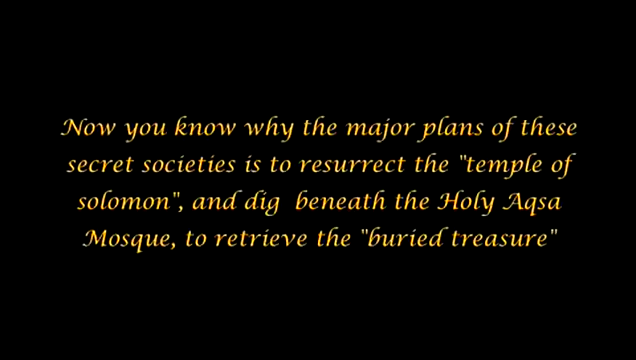 Now you know why the major plans of these
secret societies is to resurrect the "temple of
solomon", and dig  beneath the Holy Aqsa
Mosque, to retrieve the "buried treasure"